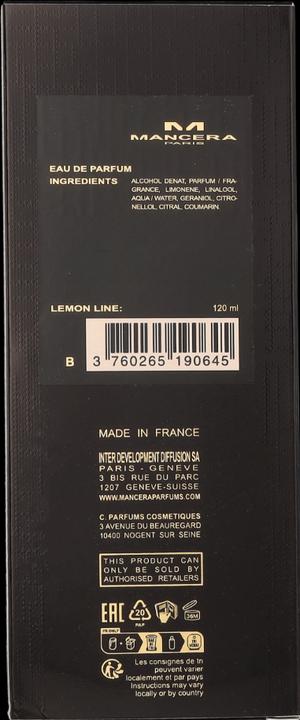 MANCERA
PARIS
EAU DE PARFUM
INGREDIENTS
ALCOHOL DENAT, PARFUM / FRA-
GRANCE, LIMONENE, LINALOOL,
AQUA / WATER, GERANIOL, CITRO-
NELLOL, CITRAL, COUMARIN.
LEMON LINE:
120 ml
B 3 760265 190645
MADE IN FRANCE
INTER DEVELOPMENT DIFFUSION SA
PARIS - GENEVE
3 BIS RUE DU PARC
1207 GENEVE-SUISSE
WWW.MANCERAPARFUMS.COM
C. PARFUMS COSMETIQUES
3 AVENUE DU BEAUREGARD
10400 NOGENT SUR SEINE
THIS PRODUCT CAN
ONLY BE SOLD BY
AUTHORISED RETAILERS
EAC
20
PAP
36M
FR ONLY
Les consignes de tri
peuvent varier
localement et par pays
Instructions may vary
locally or by country